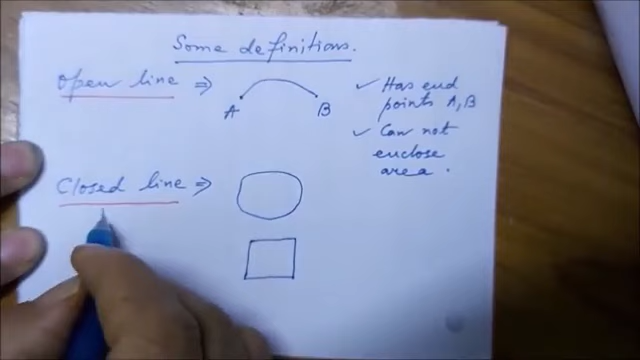 Some definitions.
Open line ⇒
A
B
✓ Has end
points A, B
✓ Can not
enclose
area.
Closed line ⇒